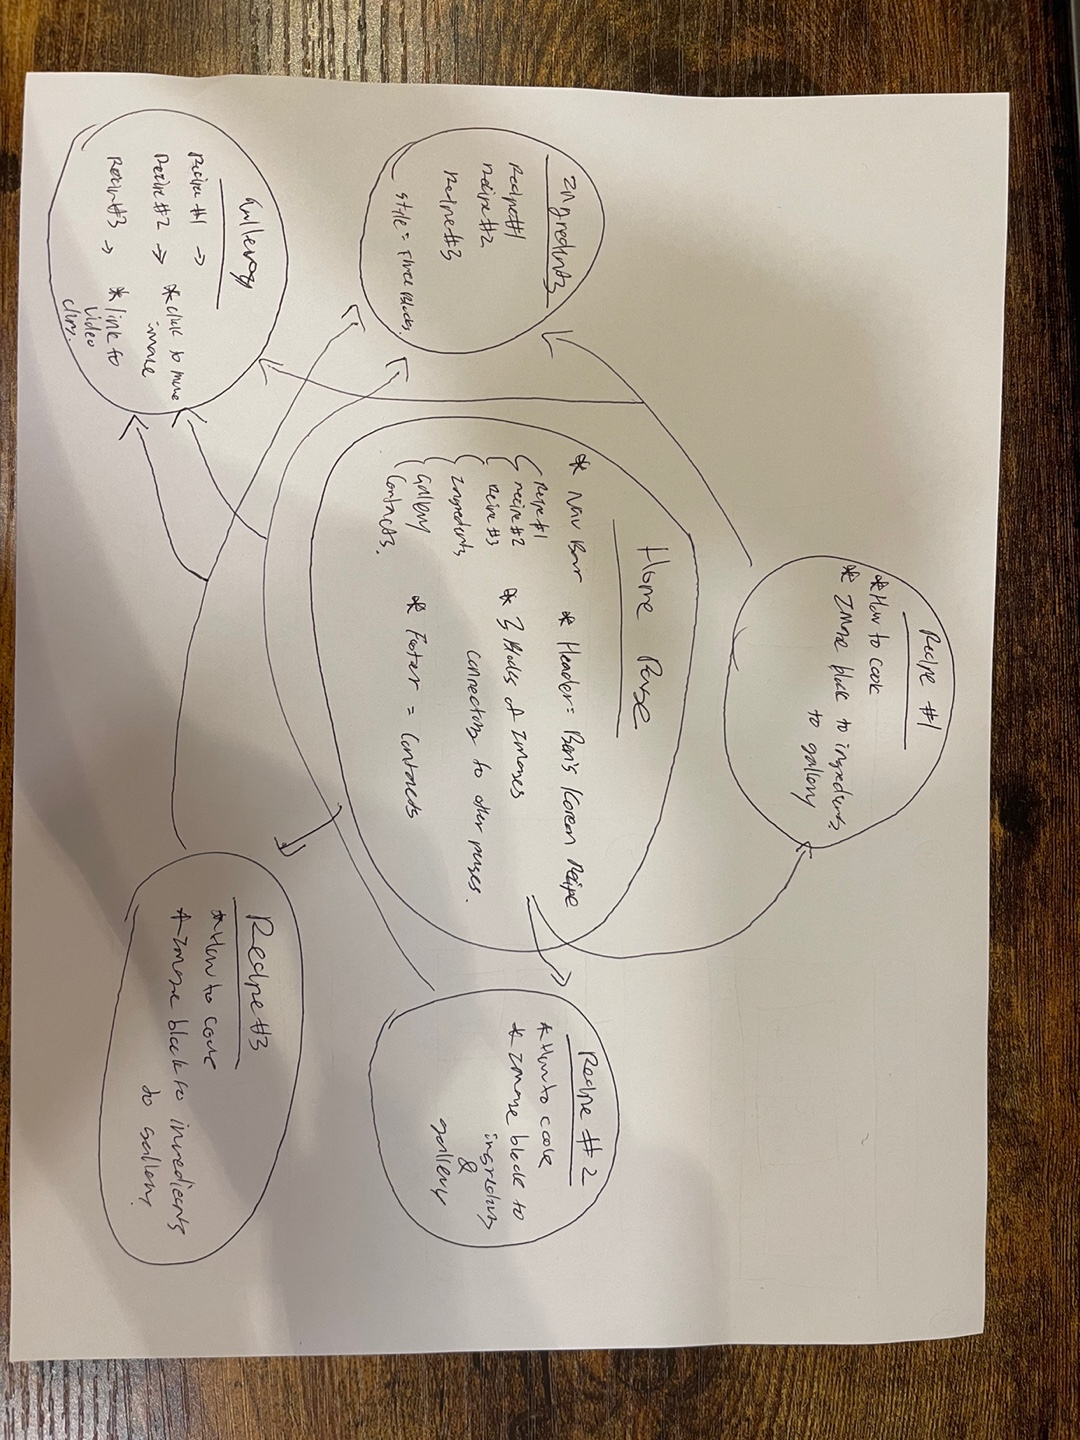 Recipe #1
* How to cook
* Image block to ingredients
to gallery
Home Page
* Nav Bar
Recipe #1
recipe #2
recipe #3
Ingredients
Gallery
Contacts.
* Header = Ben's Korean Recipe
* 3 Blocks of Images
connecting to other pages.
* Footer = Contacts
Ingredients
Recipe #1
Recipe #2
Recipe #3
Style = Three Blocks.
Gallery
Recipe #1 →
Recipe #2 → * click to more
image
Recipe #3 → * link to
Video
Recipe #2
* How to cook
* Image block to
ingredients
&
gallery
Recipe #3
* How to cook
* Image block to ingredients
to gallery